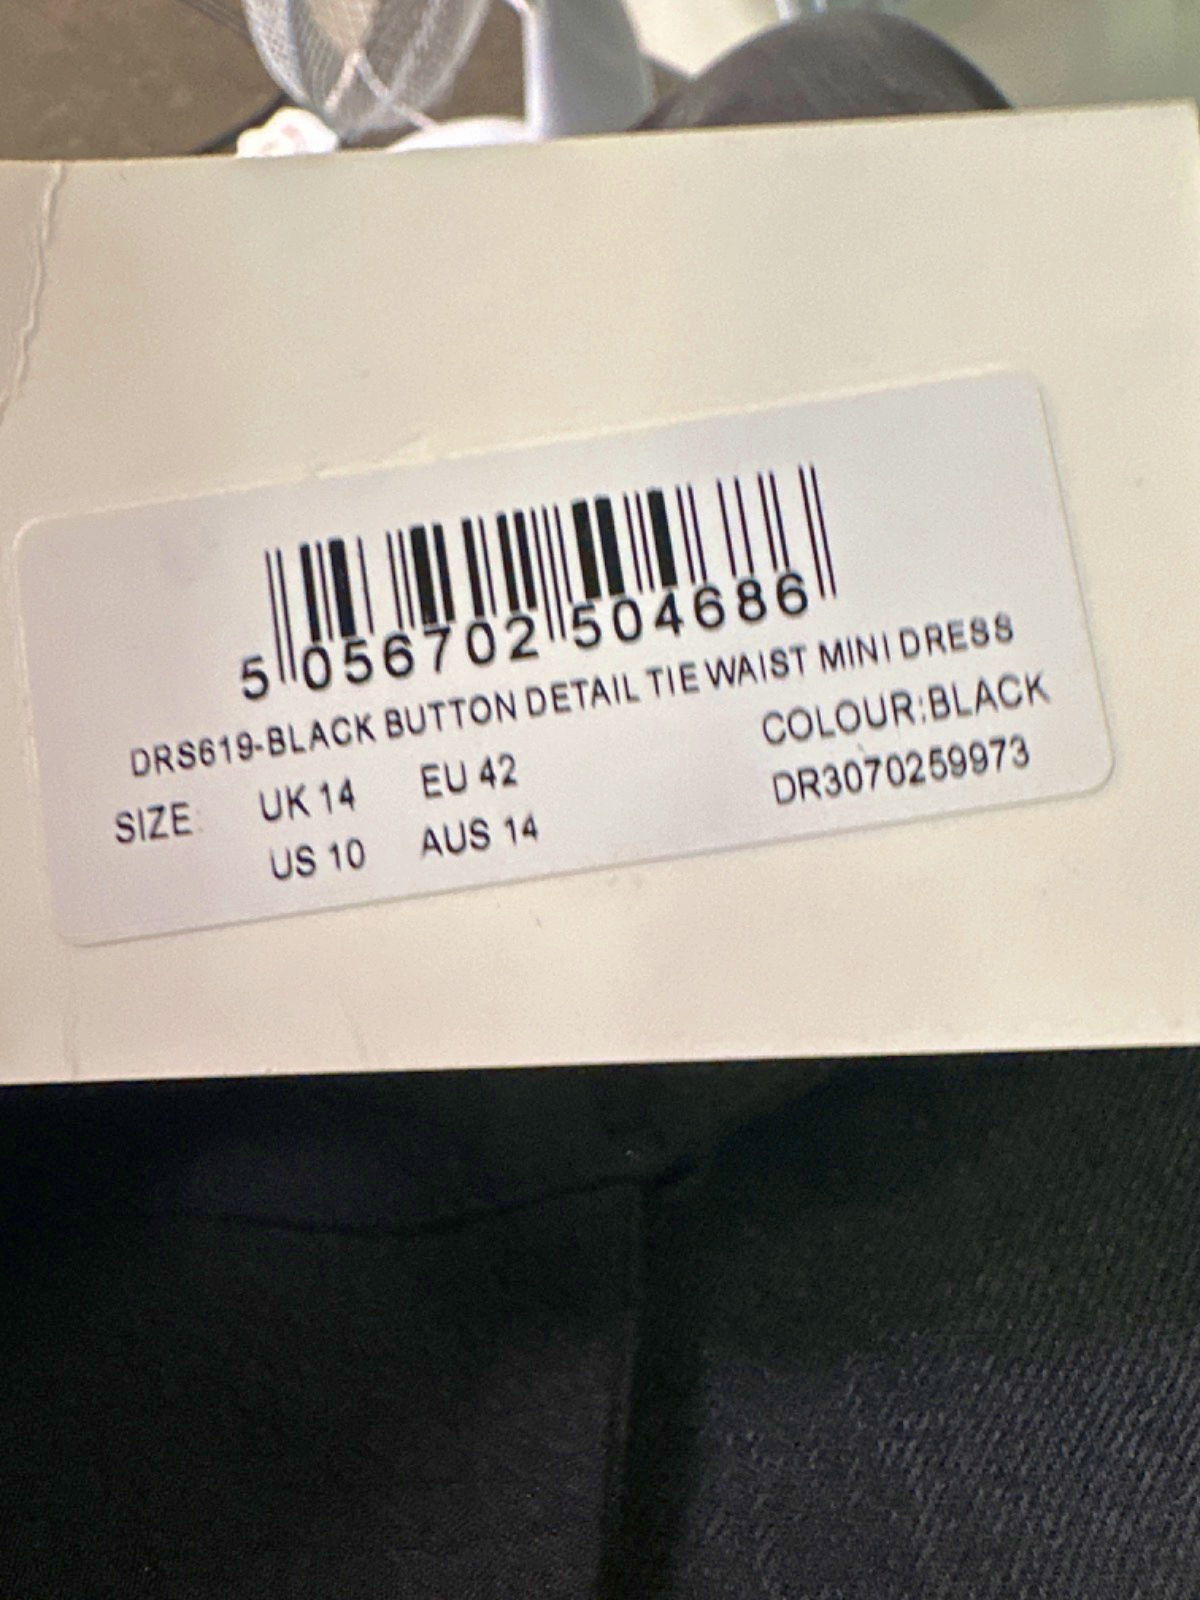 5 056702 504686
DRS619-BLACK BUTTON DETAIL TIE WAIST MINI DRESS
SIZE: UK 14 EU 42 COLOUR:BLACK
US 10 AUS 14 DR3070259973